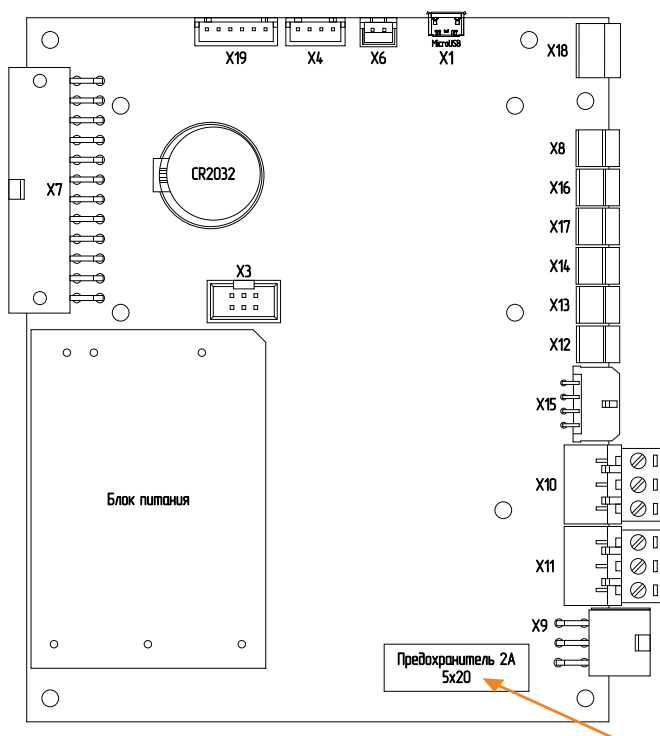 X19
X4
X6
MicroUSB
X1
X18
X7
CR2032
X8
X16
X17
X14
X3
X13
X12
X15
Блок питания
X10
X11
X9
Предохранитель 2А
5x20